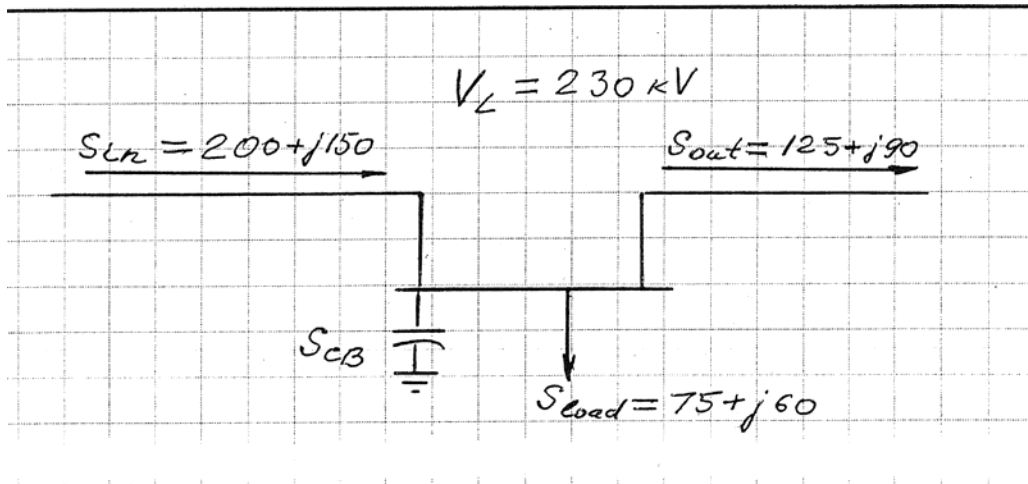 V_L = 230 kV
S_in = 200+j150
S_out = 125+j90
S_CB
S_load = 75+j60